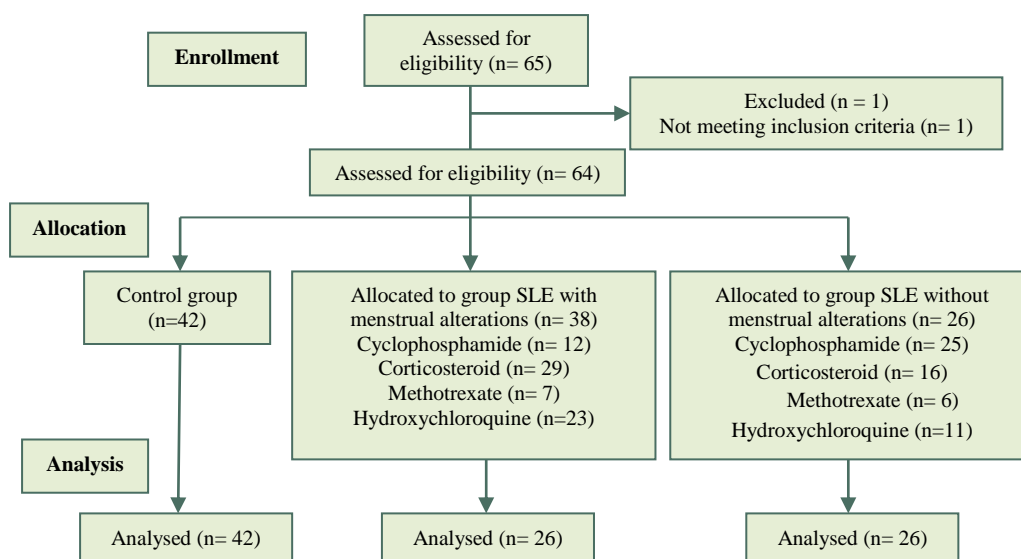 Enrollment
Assessed for
eligibility (n= 65)
Excluded (n = 1)
Not meeting inclusion criteria (n= 1)
Assessed for eligibility (n= 64)
Allocation
Control group
(n=42)
Allocated to group SLE with
menstrual alterations (n= 38)
Cyclophosphamide (n= 12)
Corticosteroid (n= 29)
Methotrexate (n= 7)
Hydroxychloroquine (n=23)
Allocated to group SLE without
menstrual alterations (n= 26)
Cyclophosphamide (n= 25)
Corticosteroid (n= 16)
Methotrexate (n= 6)
Hydroxychloroquine (n=11)
Analysis
Analysed (n= 42)
Analysed (n= 26)
Analysed (n= 26)